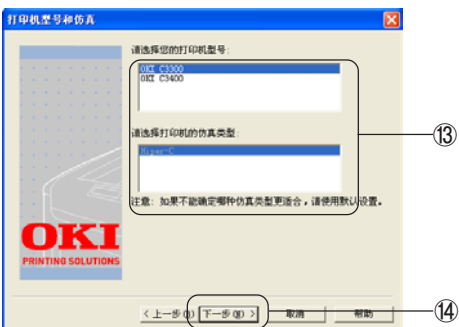 打印机型号和仿真
请选择您的打印机型号:
OKI C3300
OKI C3400
⑬
请选择打印机的仿真类型:
Hiper-C
注意: 如果不能确定哪种仿真类型更适合，请使用默认设置。
OKI
PRINTING SOLUTIONS
< 上一步(B) 下一步(N) > 取消 帮助
⑭